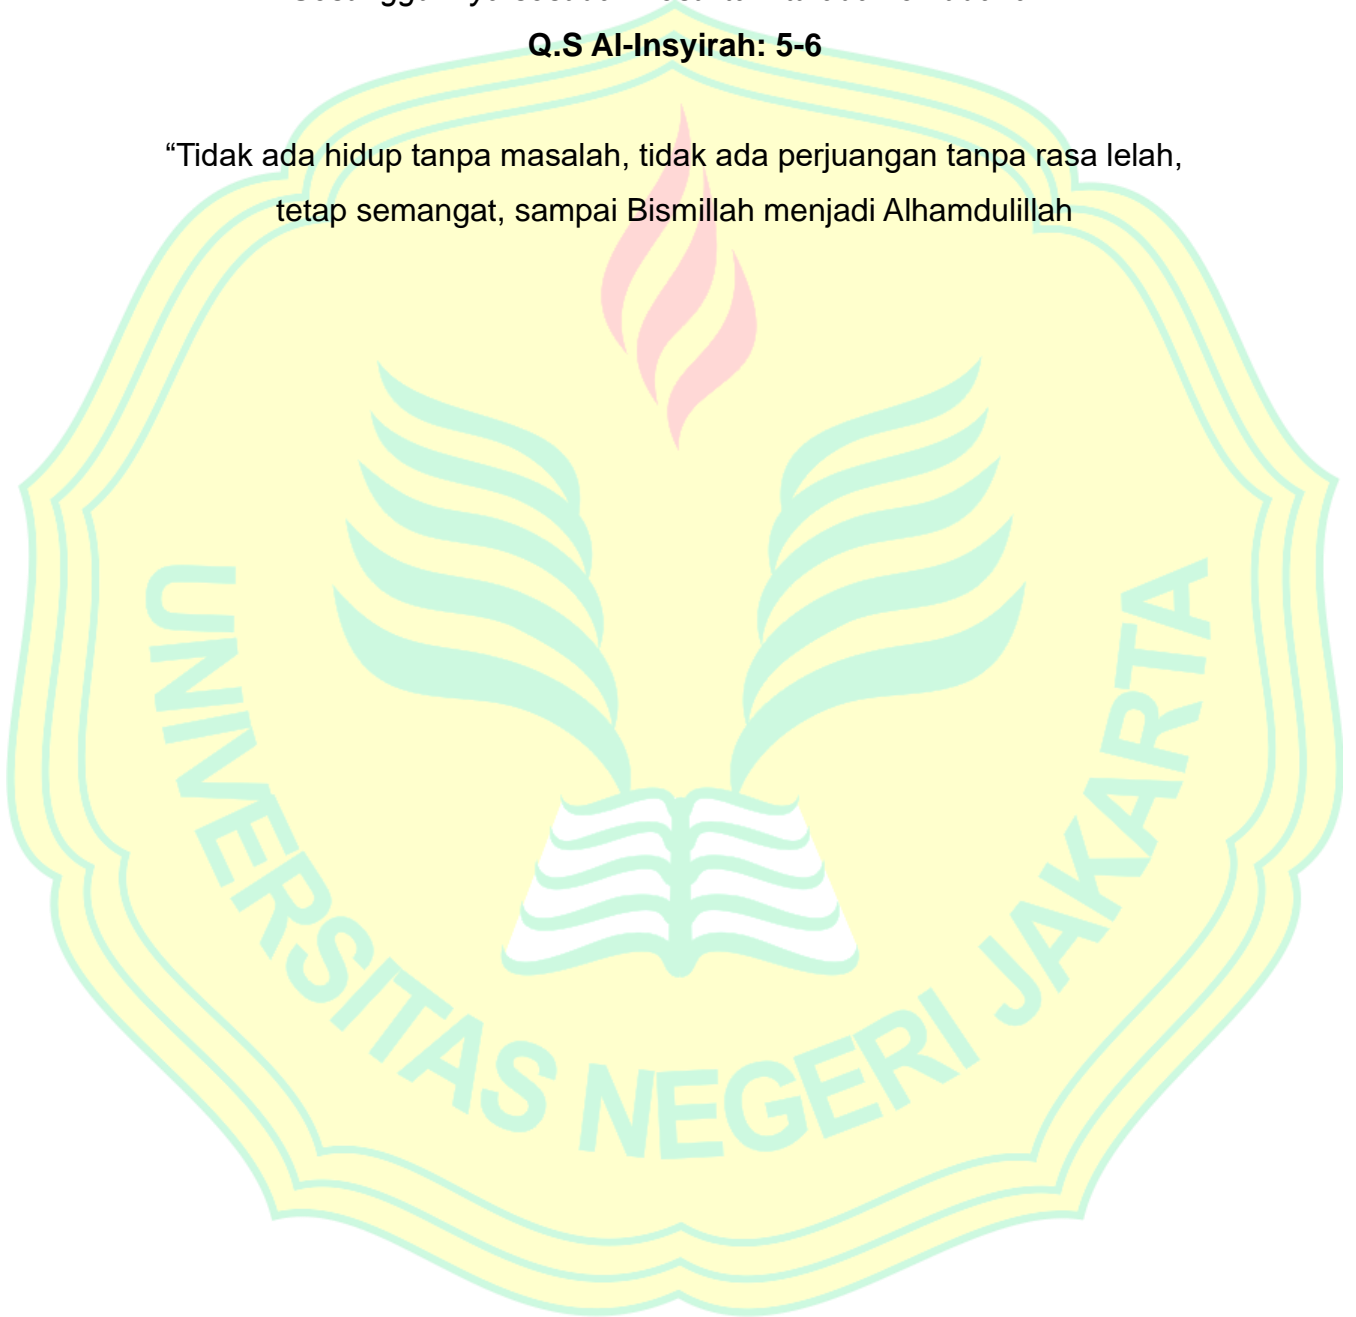 Q.S Al-Insyirah: 5-6
“Tidak ada hidup tanpa masalah, tidak ada perjuangan tanpa rasa lelah,
tetap semangat, sampai Bismillah menjadi Alhamdulillah
UNIVERSITAS NEGERI JAKARTA